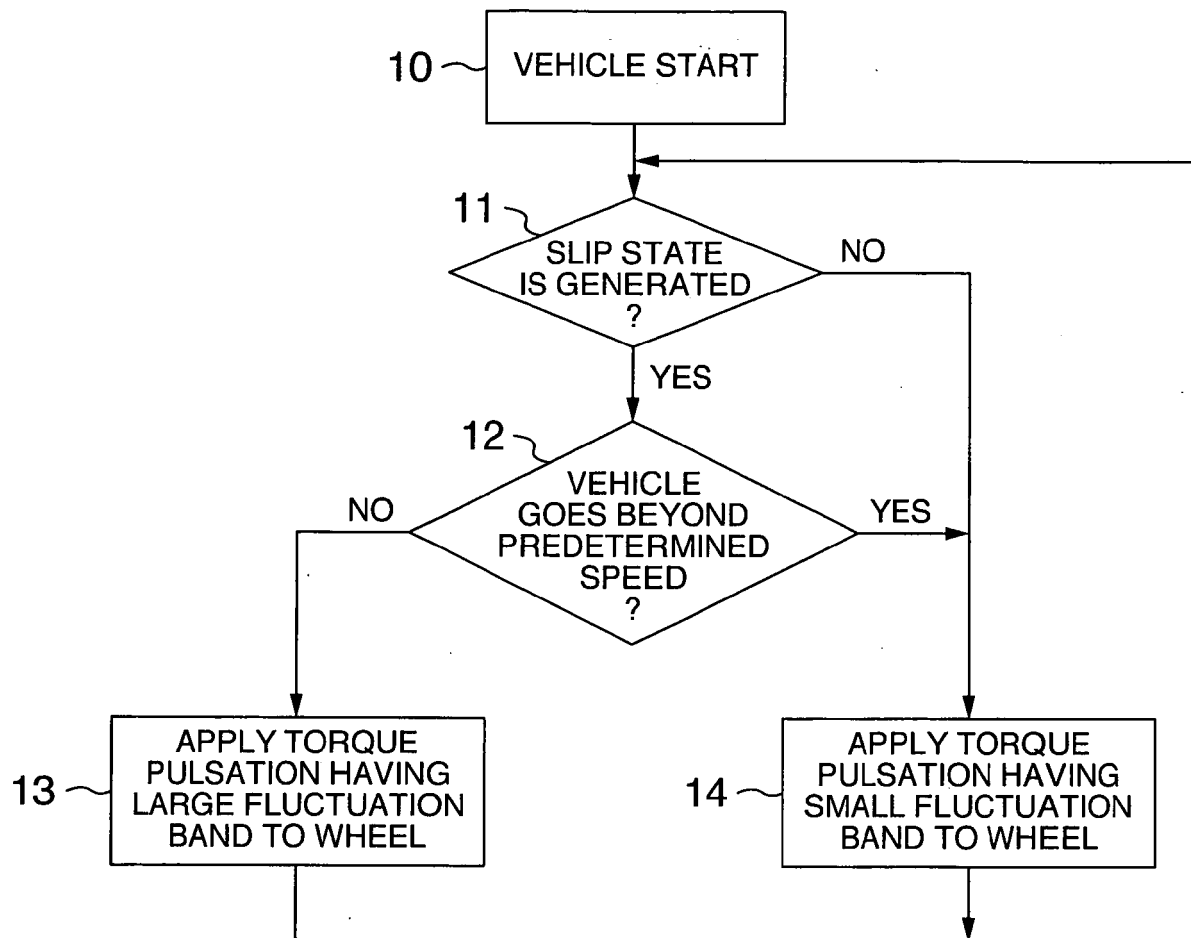 10
VEHICLE START
11
SLIP STATE
IS GENERATED
?
NO
YES
12
VEHICLE
GOES BEYOND
PREDETERMINED
SPEED
?
NO
YES
13
APPLY TORQUE
PULSATION HAVING
LARGE FLUCTUATION
BAND TO WHEEL
14
APPLY TORQUE
PULSATION HAVING
SMALL FLUCTUATION
BAND TO WHEEL